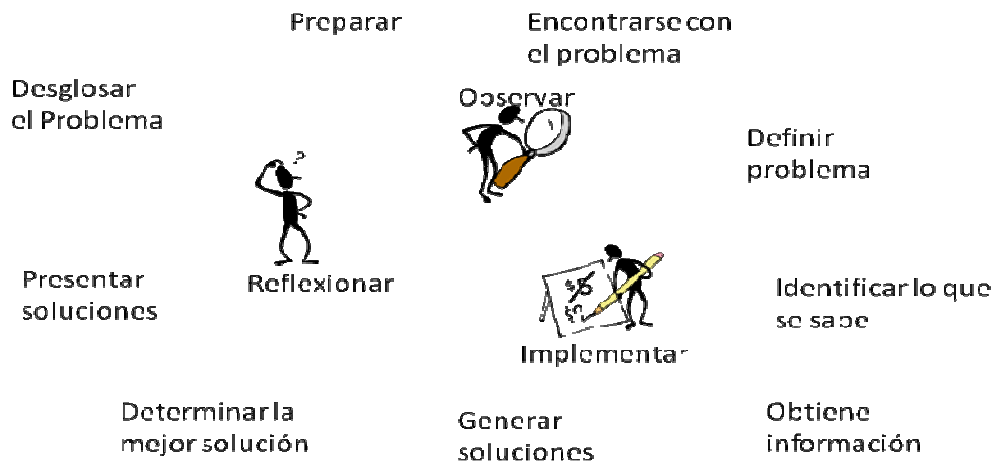 Preparar
Encontrarse con
el problema
Desglosar
el Problema
Observar
Definir
problema
?
Presentar
soluciones
Reflexionar
$5
Identificar lo que
se sabe
Implementar
Determinar la
mejor solución
Generar
soluciones
Obtiene
información